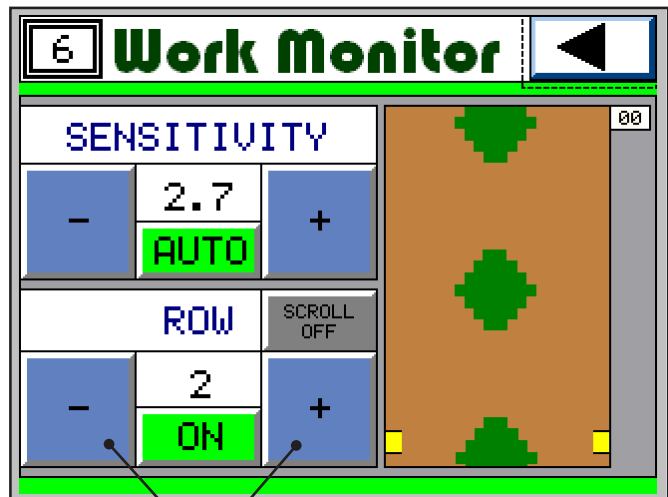 6 Work Monitor
00
SENSITIVITY
- 2.7 +
AUTO
ROW SCROLL OFF
- 2 +
ON